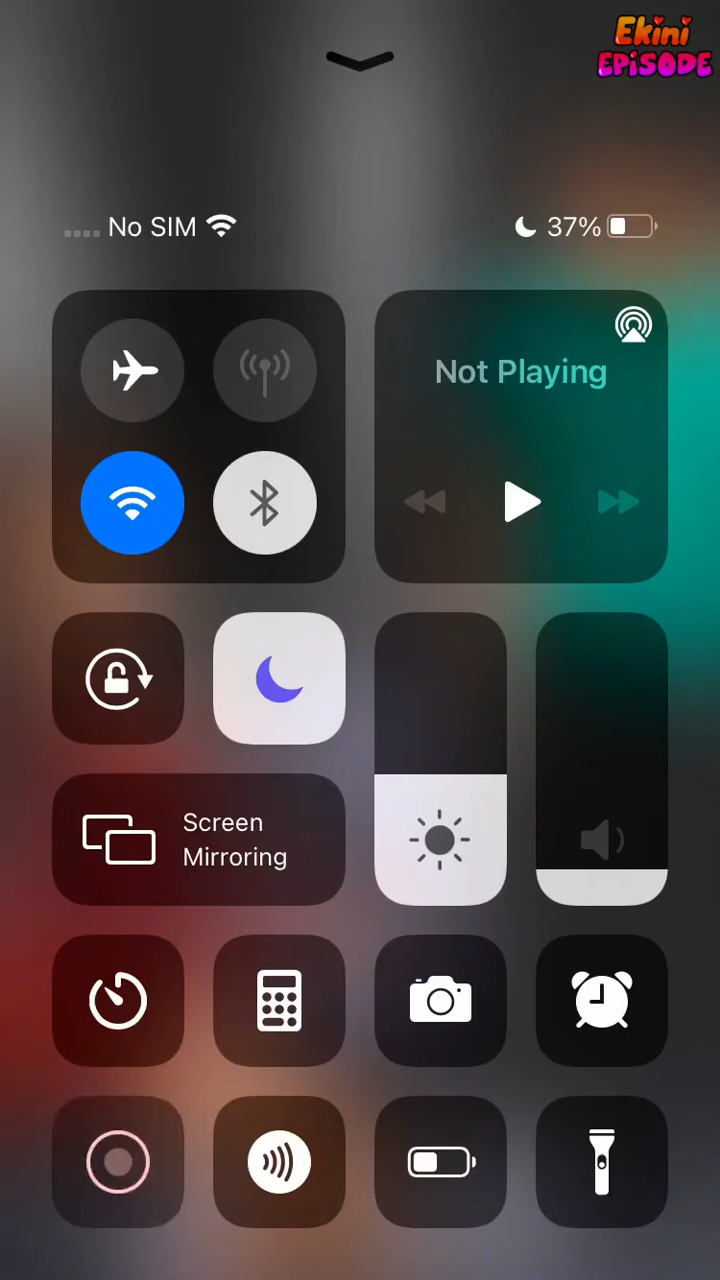 Ekini
EPiSODE
No SIM
37%
Not Playing
Screen
Mirroring